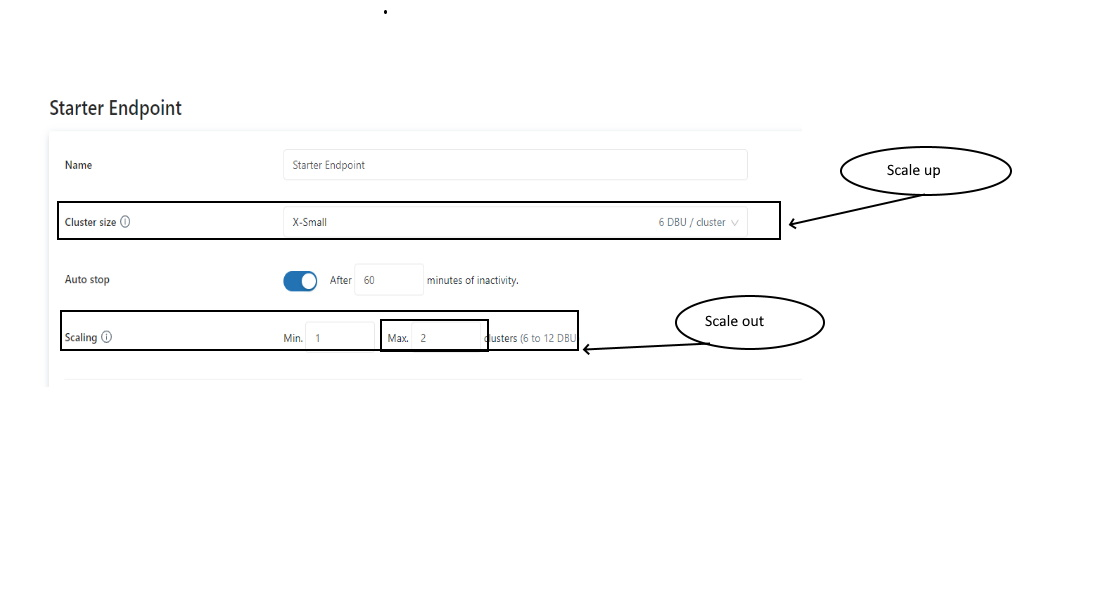 Starter Endpoint
Name Starter Endpoint
Scale up
Cluster size X-Small 6 DBU / cluster
Auto stop After 60 minutes of inactivity.
Scale out
Scaling Min. 1 Max. 2 clusters (6 to 12 DBU